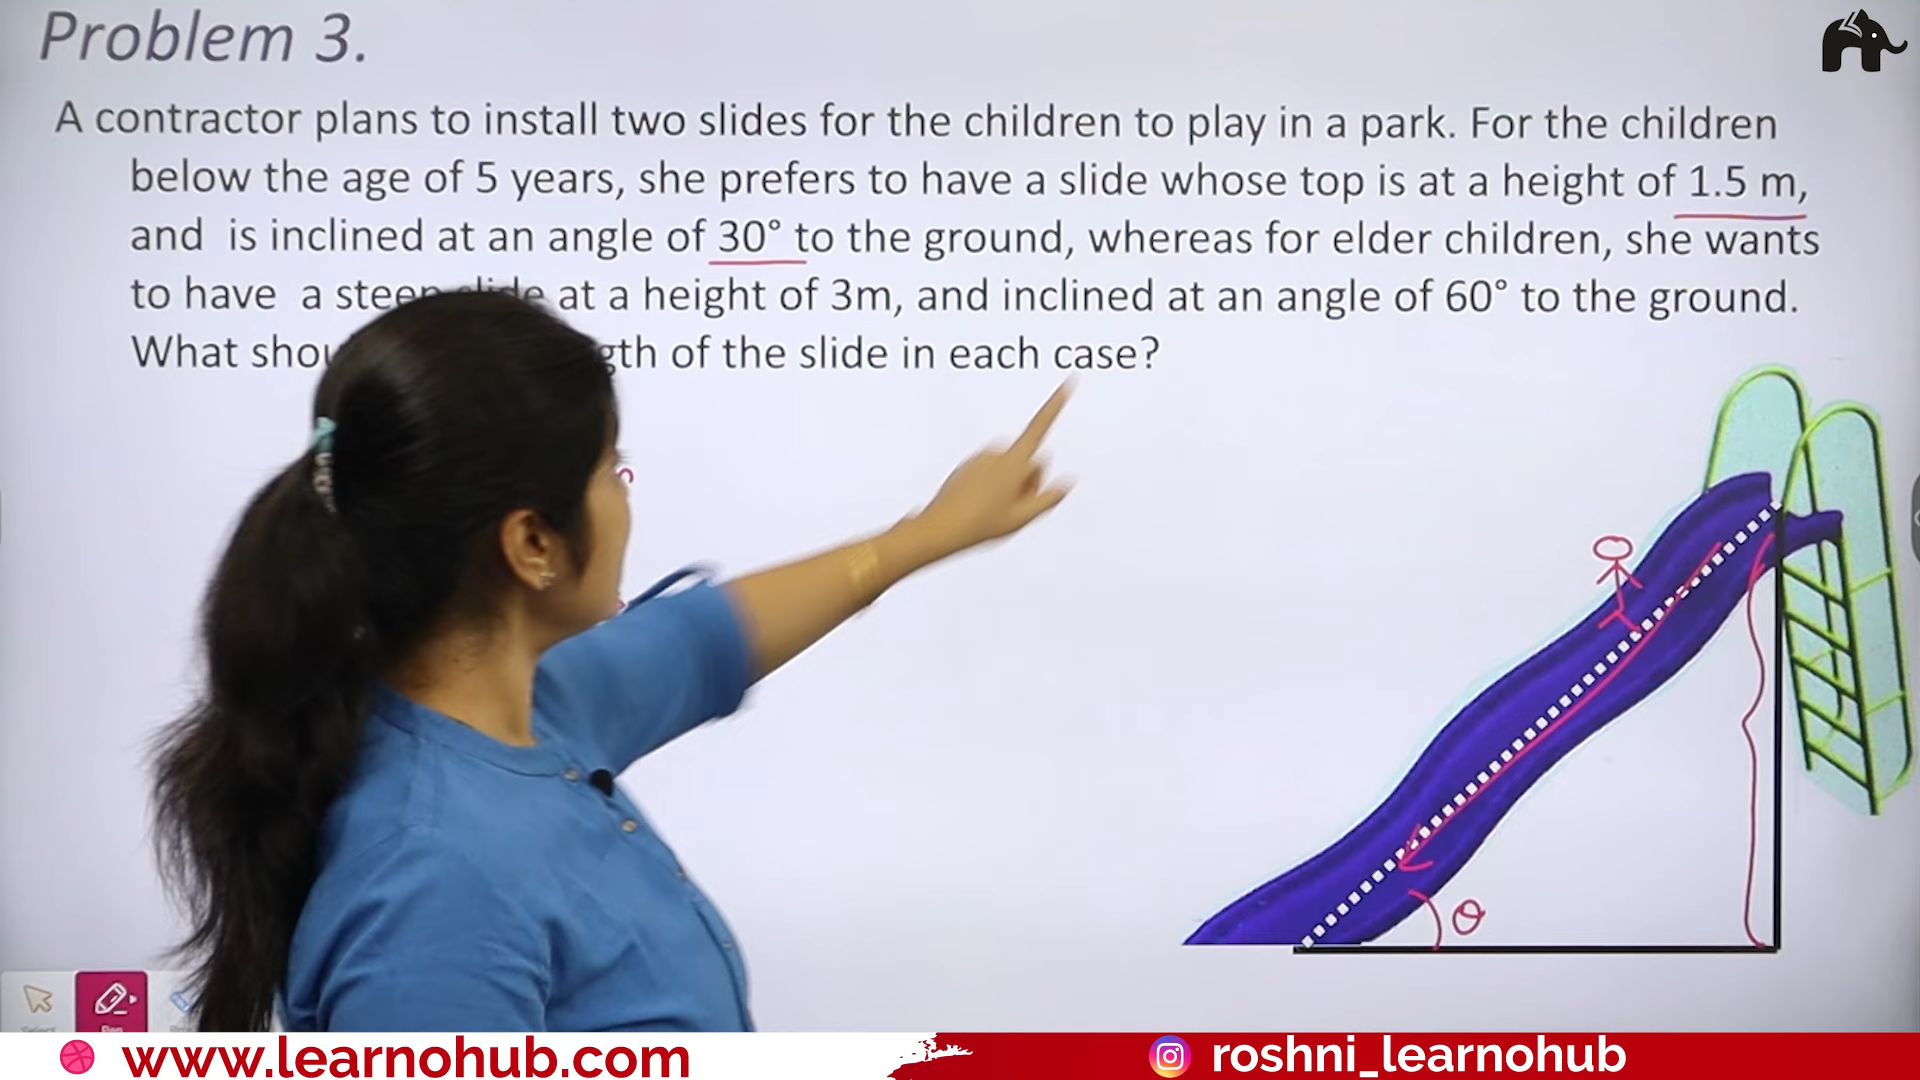 Problem 3.
A contractor plans to install two slides for the children to play in a park. For the children
below the age of 5 years, she prefers to have a slide whose top is at a height of 1.5 m,
and is inclined at an angle of 30° to the ground, whereas for elder children, she wants
to have a steep slide at a height of 3m, and inclined at an angle of 60° to the ground.
What of the slide in each case?
θ
www.learnohub.com
roshni_learnohub